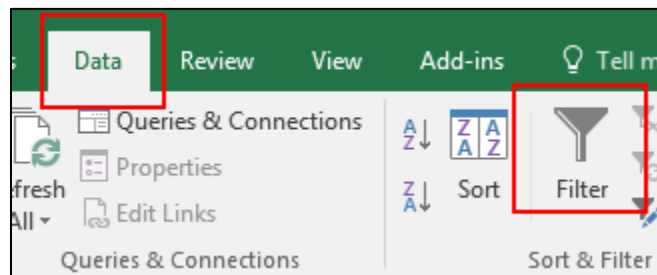 s Data Review View Add-ins Tell m
Queries & Connections
Properties
Edit Links
efresh
All
Queries & Connections
A
Z
Z A
A Z
Z
A
Sort
Filter
Sort & Filter